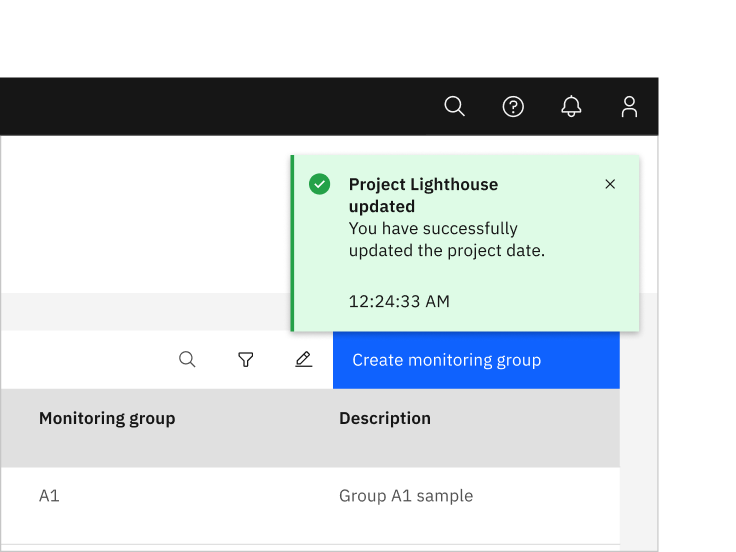 Project Lighthouse
updated
You have successfully
updated the project date.
12:24:33 AM
Create monitoring group
Monitoring group
Description
A1
Group A1 sample